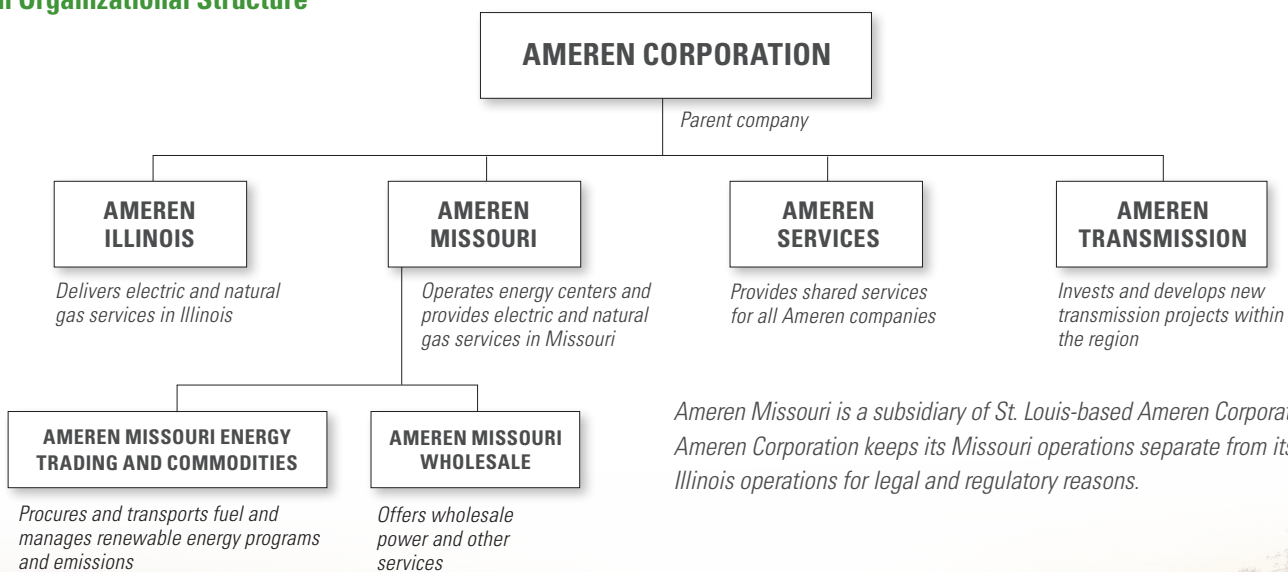 Organizational Structure
AMEREN CORPORATION
Parent company
AMEREN
ILLINOIS
Delivers electric and natural
gas services in Illinois
AMEREN
MISSOURI
Operates energy centers and
provides electric and natural
gas services in Missouri
AMEREN
SERVICES
Provides shared services
for all Ameren companies
AMEREN
TRANSMISSION
Invests and develops new
transmission projects within
the region
AMEREN MISSOURI ENERGY
TRADING AND COMMODITIES
Procures and transports fuel and
manages renewable energy programs
and emissions
AMEREN MISSOURI
WHOLESALE
Offers wholesale
power and other
services
Ameren Missouri is a subsidiary of St. Louis-based Ameren
Ameren Corporation keeps its Missouri operations separate from its
Illinois operations for legal and regulatory reasons.